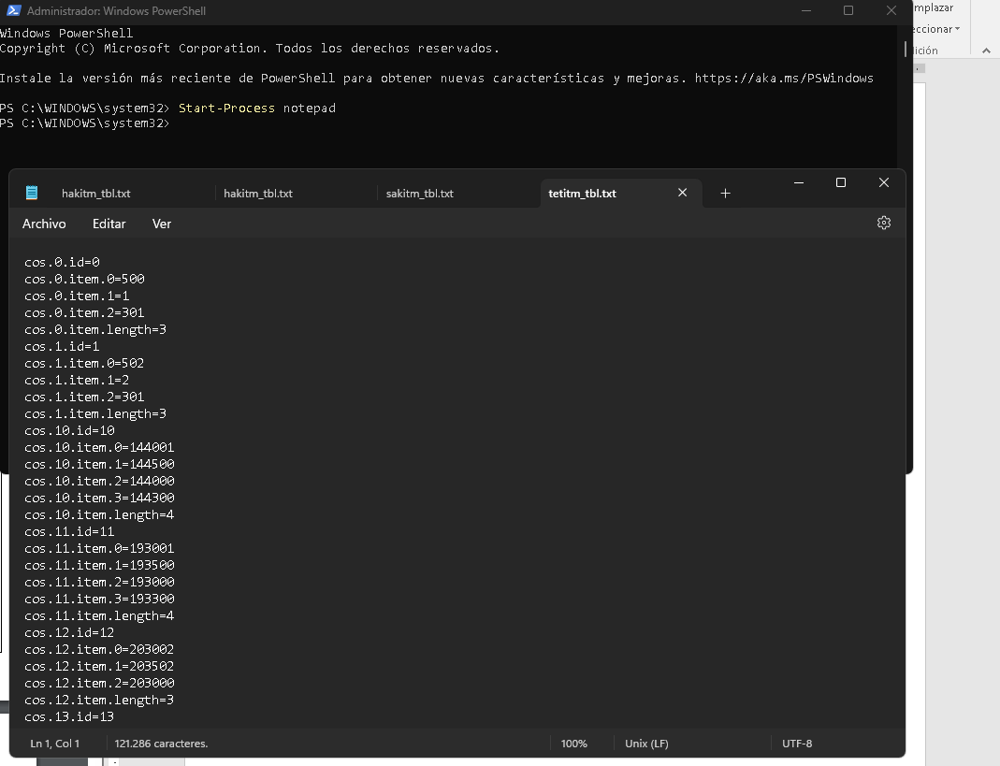 Administrador: Windows PowerShell
Windows PowerShell
Copyright (C) Microsoft Corporation. Todos los derechos reservados.
Instale la versión más reciente de PowerShell para obtener nuevas características y mejoras. https://aka.ms/PSWindows
PS C:\WINDOWS\system32> Start-Process notepad
PS C:\WINDOWS\system32>
mplazar
eccionar
ición
hakitm_tbl.txt
hakitm_tbl.txt
sakitm_tbl.txt
tetitm_tbl.txt
Archivo Editar Ver
cos.0.id=0
cos.0.item.0=500
cos.0.item.1=1
cos.0.item.2=301
cos.0.item.length=3
cos.1.id=1
cos.1.item.0=502
cos.1.item.1=2
cos.1.item.2=301
cos.1.item.length=3
cos.10.id=10
cos.10.item.0=144001
cos.10.item.1=144500
cos.10.item.2=144000
cos.10.item.3=144300
cos.10.item.length=4
cos.11.id=11
cos.11.item.0=193001
cos.11.item.1=193500
cos.11.item.2=193000
cos.11.item.3=193300
cos.11.item.length=4
cos.12.id=12
cos.12.item.0=203002
cos.12.item.1=203502
cos.12.item.2=203000
cos.12.item.length=3
cos.13.id=13
Ln 1, Col 1 121.286 caracteres. 100% Unix (LF) UTF-8